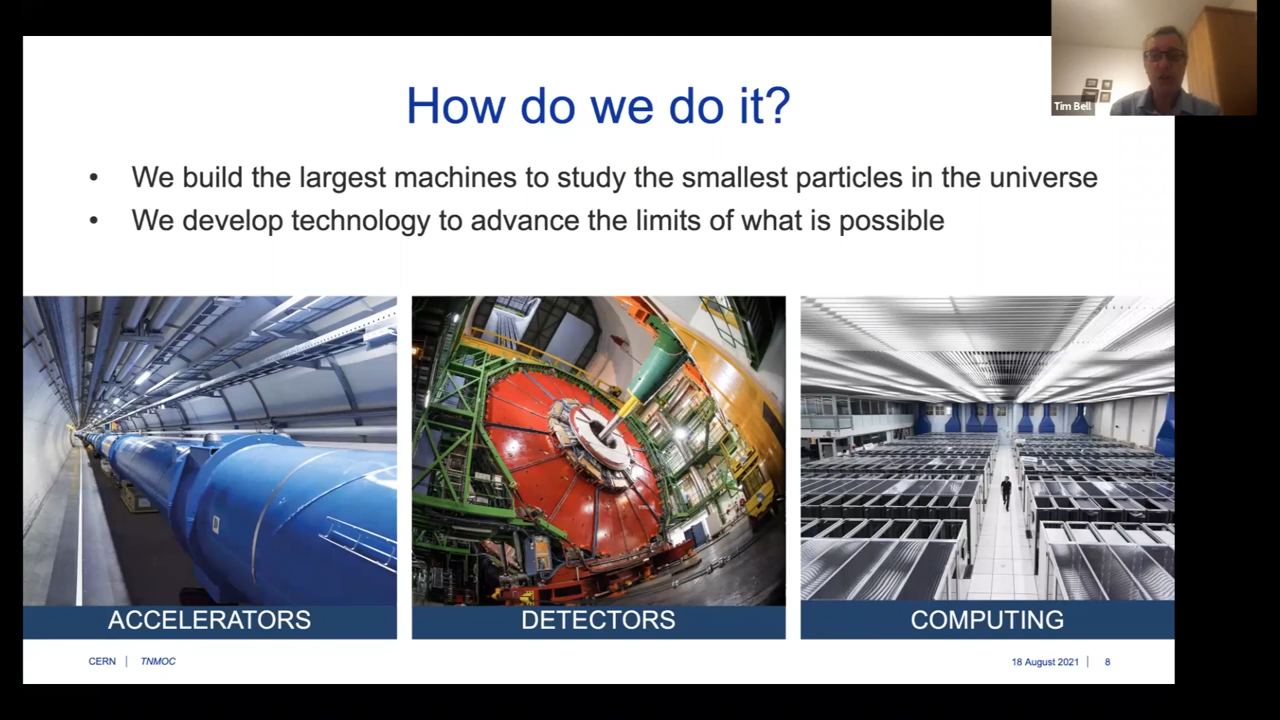 How do we do it?
Tim Bell
• We build the largest machines to study the smallest particles in the universe
• We develop technology to advance the limits of what is possible
ACCELERATORS
DETECTORS
COMPUTING
CERN | TNMOC
18 August 2021 | 8